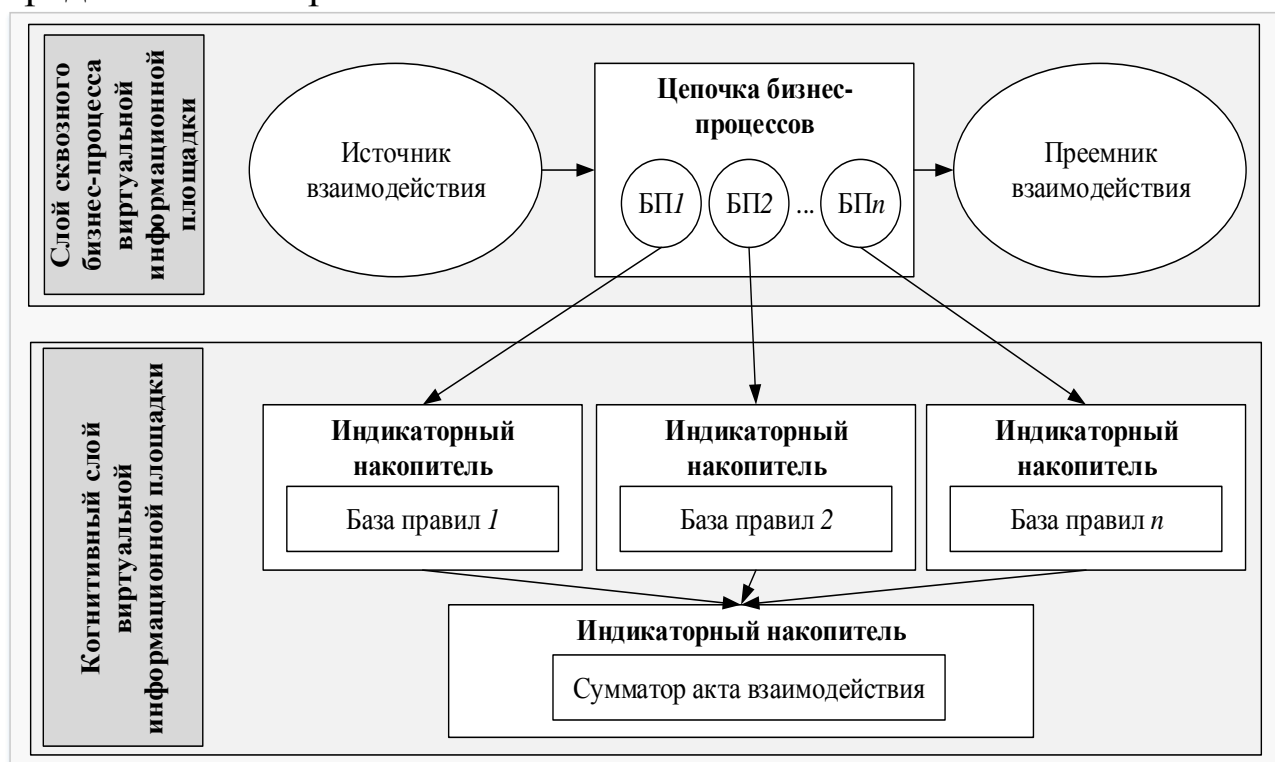 Слой сквозного
бизнес-процесса
виртуальной
информационной
площадки
Источник
взаимодействия
Цепочка бизнес-
процессов
БП1 БП2 ... БПn
Преемник
взаимодействия
Когнитивный слой
виртуальной
информационной площадки
Индикаторный
накопитель
База правил 1
Индикаторный
накопитель
База правил 2
Индикаторный
накопитель
База правил n
Индикаторный накопитель
Сумматор акта взаимодействия